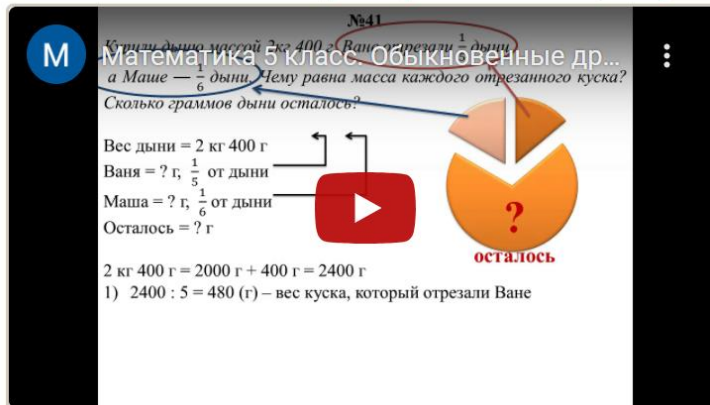 №41
Купили дыню массой 2кг 400 г. Ване отрезали 1/5 дыни,
M
Математика 5 класс. Обыкновенные др...
а Маше — 1/6 дыни. Чему равна масса каждого отрезанного куска?
Сколько граммов дыни осталось?
Вес дыни = 2 кг 400 г
Ваня = ? г, 1/5 от дыни
Маша = ? г, 1/6 от дыни
Осталось = ? г
?
осталось
2 кг 400 г = 2000 г + 400 г = 2400 г
1) 2400 : 5 = 480 (г) – вес куска, который отрезали Ване